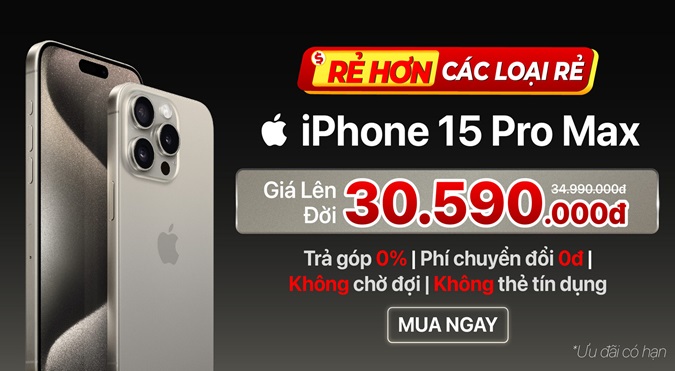 RẺ HƠN CÁC LOẠI RẺ
iPhone 15 Pro Max
Giá Lên Đời 30.590.000đ 34.990.000đ
Trả góp 0% | Phí chuyển đổi 0đ |
Không chờ đợi | Không thẻ tín dụng
MUA NGAY
*Ưu đãi có hạn